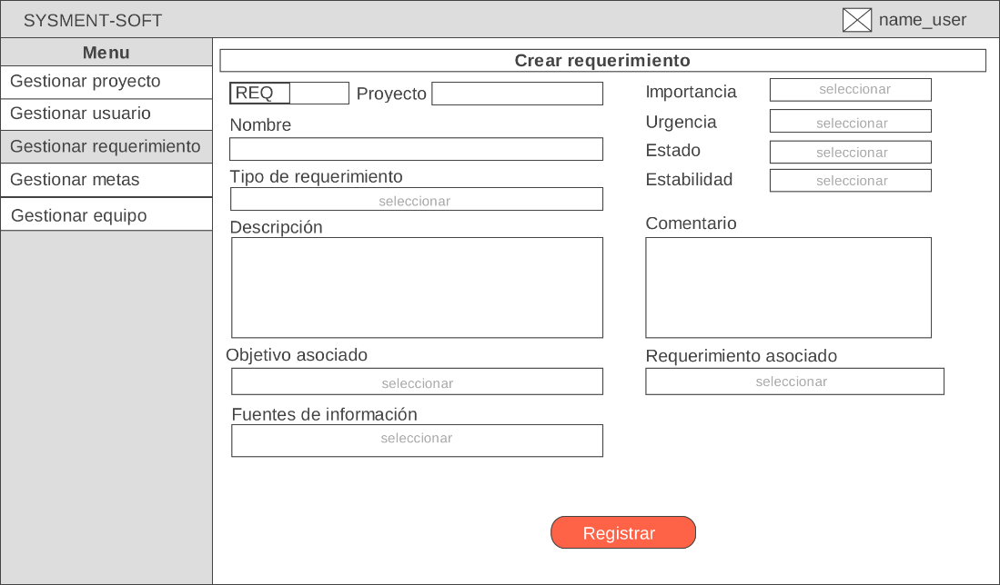 SYSMENT-SOFT
name_user
Menu
Gestionar proyecto
Gestionar usuario
Gestionar requerimiento
Gestionar metas
Gestionar equipo
Crear requerimiento
REQ
Proyecto
Nombre
Tipo de requerimiento
seleccionar
Descripción
Objetivo asociado
seleccionar
Fuentes de información
seleccionar
Importancia
seleccionar
Urgencia
seleccionar
Estado
seleccionar
Estabilidad
seleccionar
Comentario
Requerimiento asociado
seleccionar
Registrar